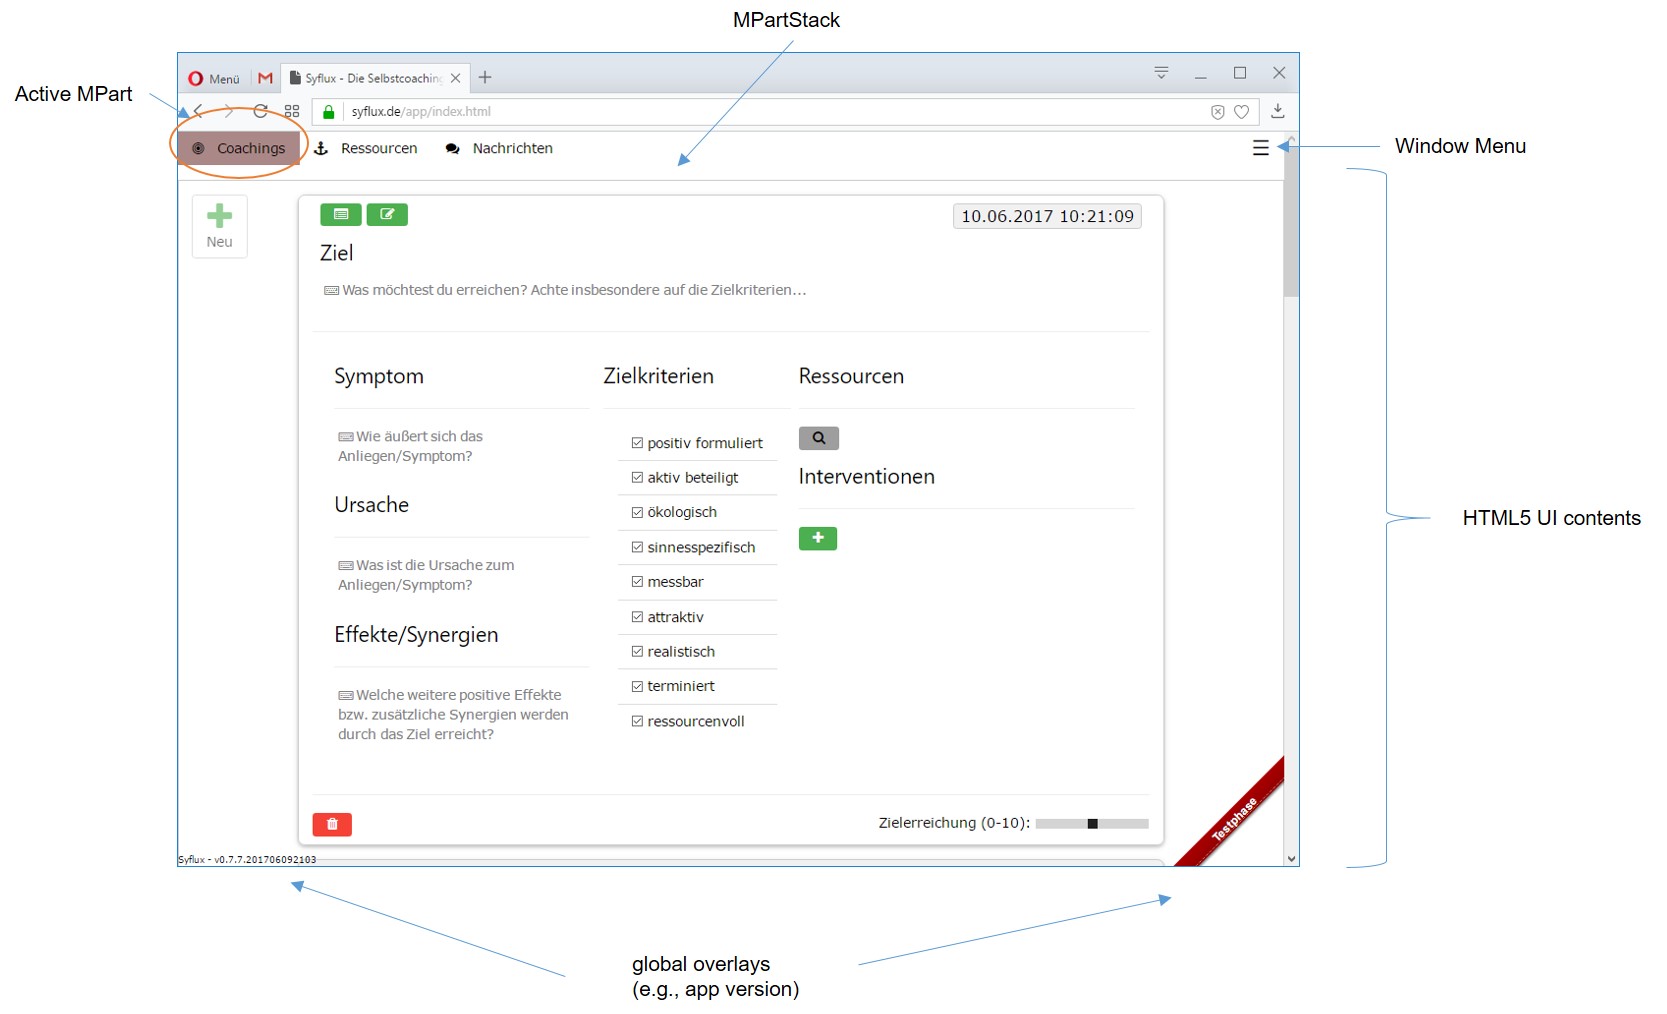 MPartStack
Active MPart
Menü
Syflux - Die Selbstcoaching
syflux.de/app/index.html
Coachings
Ressourcen
Nachrichten
Window Menu
Neu
10.06.2017 10:21:09
Ziel
Was möchtest du erreichen? Achte insbesondere auf die Zielkriterien...
Symptom
Wie äußert sich das
Anliegen/Symptom?
Ursache
Was ist die Ursache zum
Anliegen/Symptom?
Effekte/Synergien
Welche weitere positive Effekte
bzw. zusätzliche Synergien werden
durch das Ziel erreicht?
Zielkriterien
positiv formuliert
aktiv beteiligt
ökologisch
sinnesspezifisch
messbar
attraktiv
realistisch
terminiert
ressourcenvoll
Ressourcen
Interventionen
HTML5 UI contents
Zielerreichung (0-10):
Testphase
Syflux - v0.7.7.201706092103
global overlays
(e.g., app version)